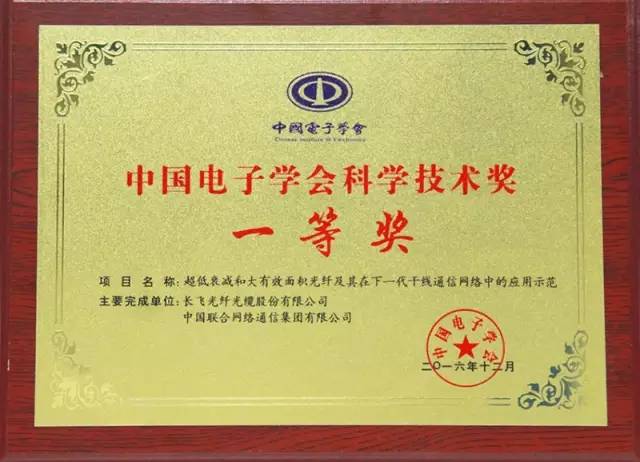 中國電子學會
Chinese Institute of Electronics
中国电子学会科学技术奖
一等奖
项目名称：超低衰减和大有效面积光纤及其在下一代干线通信网络中的应用示范
主要完成单位：长飞光纤光缆股份有限公司
中国联合网络通信集团有限公司
中国电子学会
二〇一六年十二月